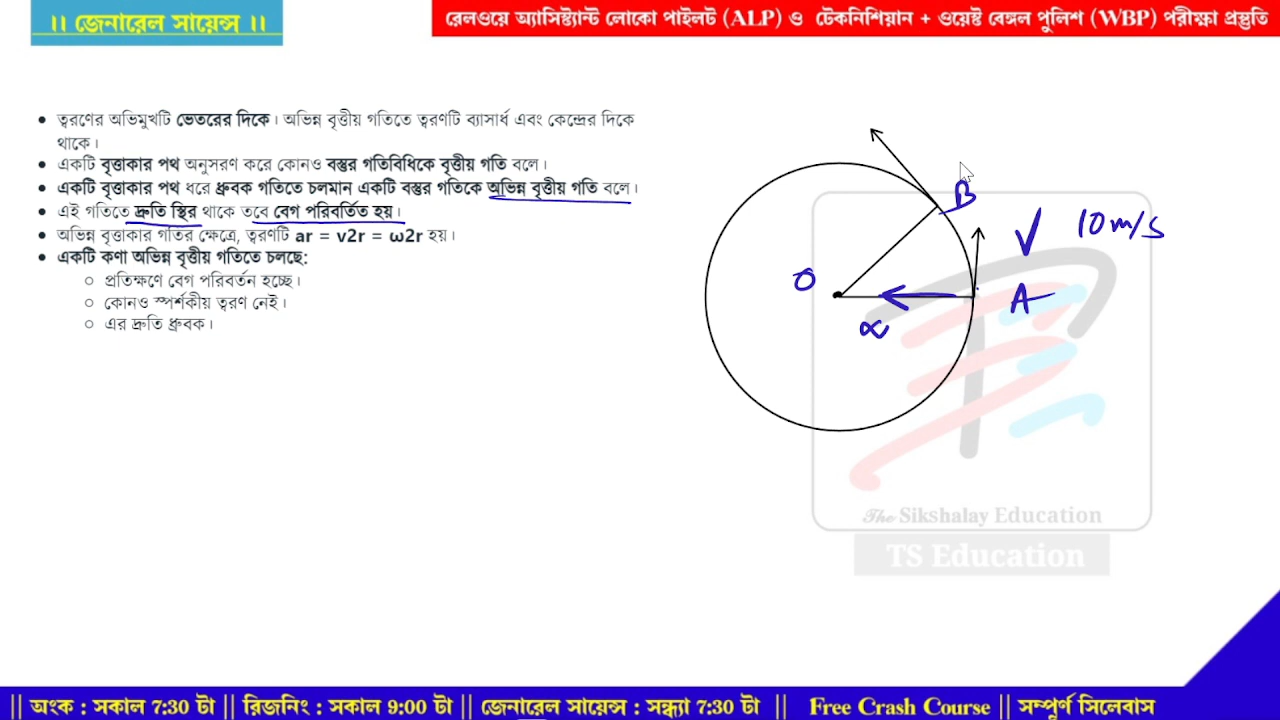 ।। জেনারেল সায়েন্স ।।
রেলওয়ে অ্যাসিস্ট্যান্ট লোকো পাইলট (ALP) ও টেকনিশিয়ান + ওয়েস্ট বেঙ্গল পুলিশ (WBP) পরীক্ষা প্রস্তুতি
• ত্বরণের অভিমুখটি ভেতরের দিকে। অভিন্ন বৃত্তীয় গতিতে ত্বরণটি ব্যাসার্ধ এবং কেন্দ্রের দিকে
থাকে।
• একটি বৃত্তাকার পথ অনুসরণ করে কোনও বস্তুর গতিবিধিকে বৃত্তীয় গতি বলে।
• একটি বৃত্তাকার পথ ধরে ধ্রুবক গতিতে চলমান একটি বস্তুর গতিকে অভিন্ন বৃত্তীয় গতি বলে।
• এই গতিতে দ্রুতি স্থির থাকে তবে বেগ পরিবর্তিত হয়।
• অভিন্ন বৃত্তাকার গতির ক্ষেত্রে, ত্বরণটি ar = v2r = ω2r হয়।
• একটি কণা অভিন্ন বৃত্তীয় গতিতে চলছে:
○ প্রতিক্ষণে বেগ পরিবর্তন হচ্ছে।
○ কোনও স্পর্শকীয় ত্বরণ নেই।
○ এর দ্রুতি ধ্রুবক।
B
V 10 m/s
O
A
∝
The Sikshalay Education
TS Education
|| অংক : সকাল 7:30 টা || রিজনিং : সকাল 9:00 টা || জেনারেল সায়েন্স : সন্ধ্যা 7:30 টা || Free Crash Course || সম্পূর্ণ সিলেবাস